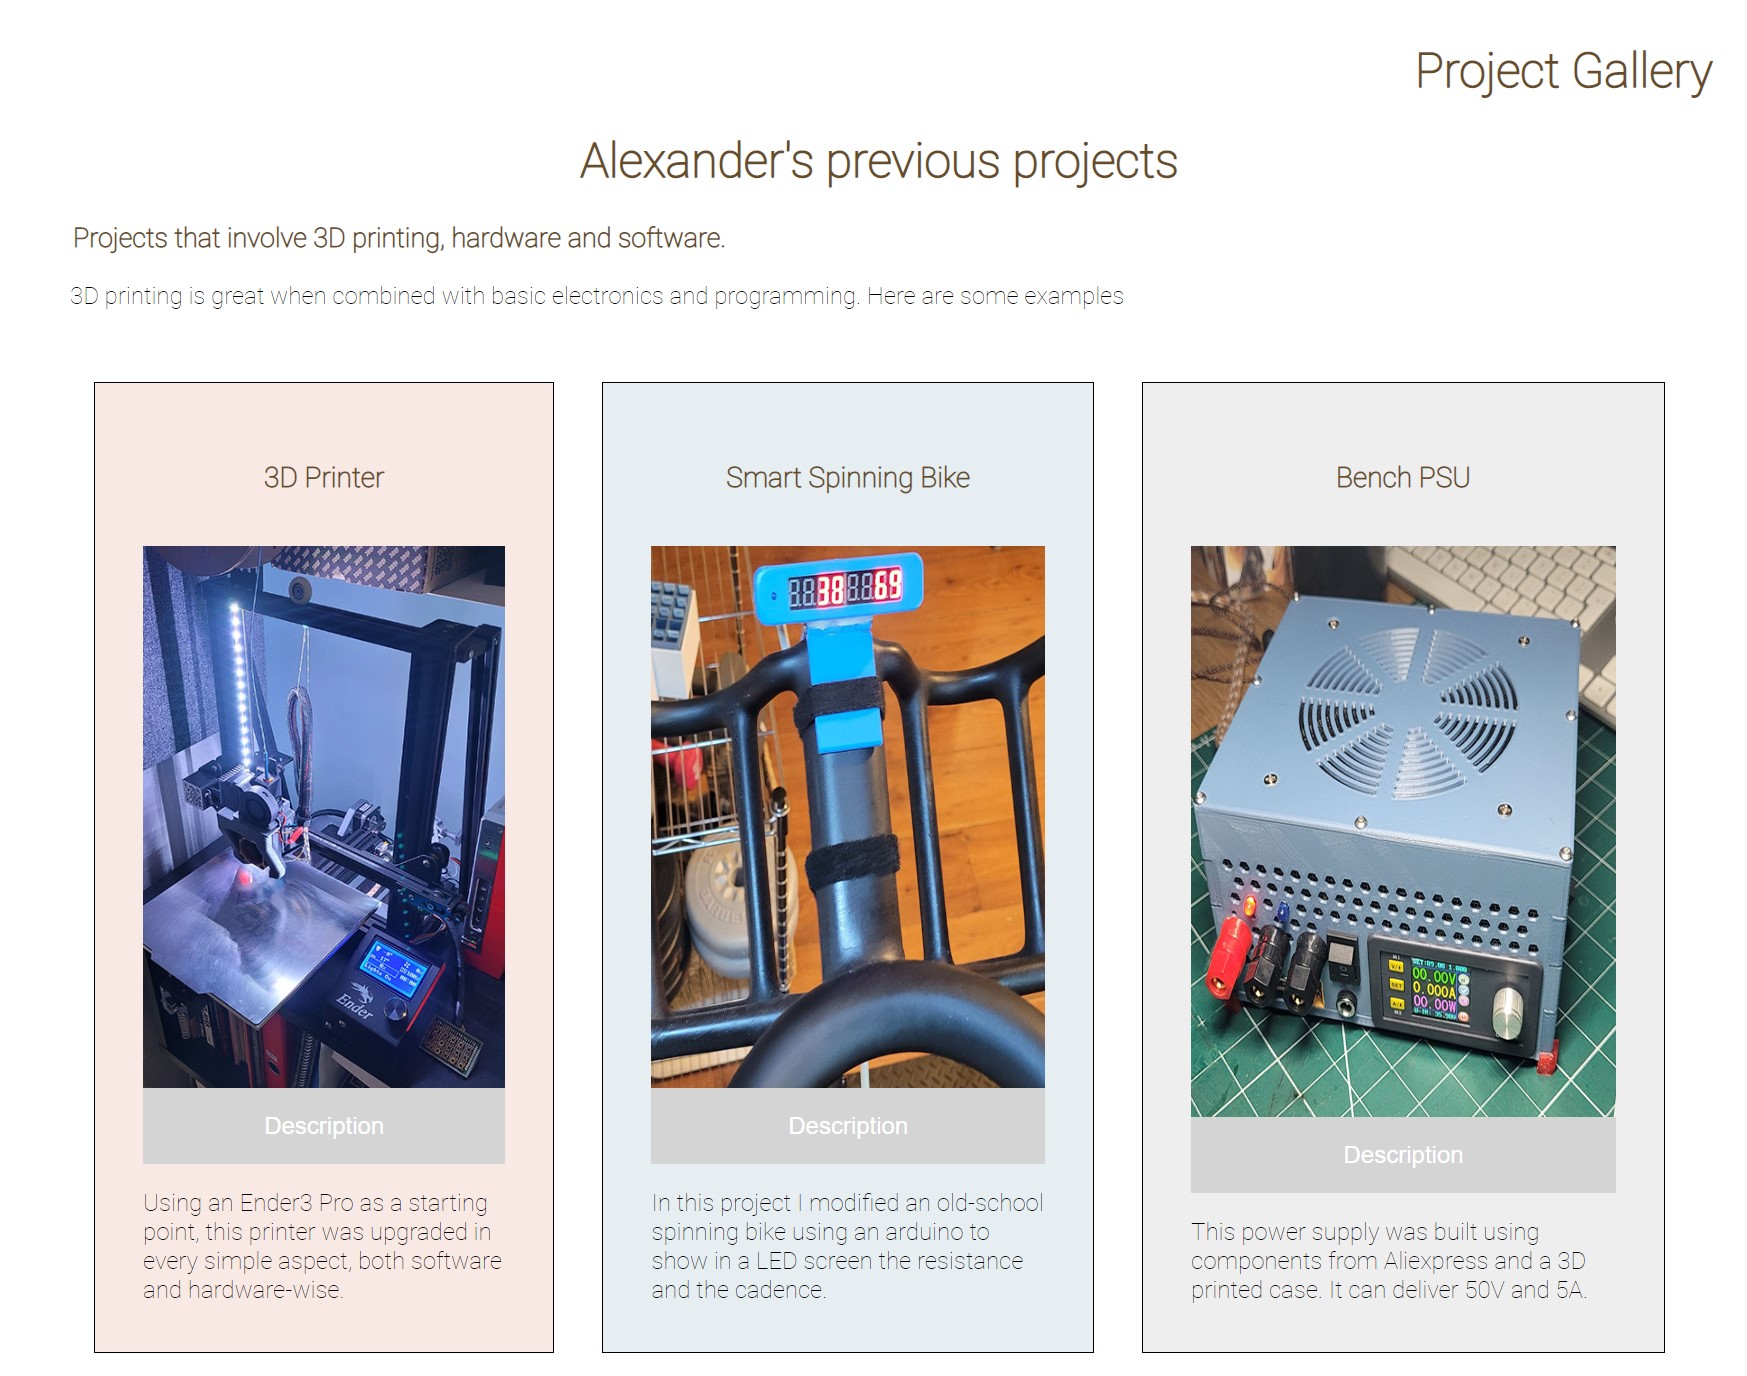 Project Gallery
Alexander's previous projects
Projects that involve 3D printing, hardware and software.
3D printing is great when combined with basic electronics and programming. Here are some examples
3D Printer
Smart Spinning Bike
Bench PSU
38 69
Ender
00.00V
0.000A
00.00W
Description
Description
Description
Using an Ender3 Pro as a starting
point, this printer was upgraded in
every simple aspect, both software
and hardware-wise.
In this project I modified an old-school
spinning bike using an arduino to
show in a LED screen the resistance
and the cadence.
This power supply was built using
components from Aliexpress and a 3D
printed case. It can deliver 50V and 5A.